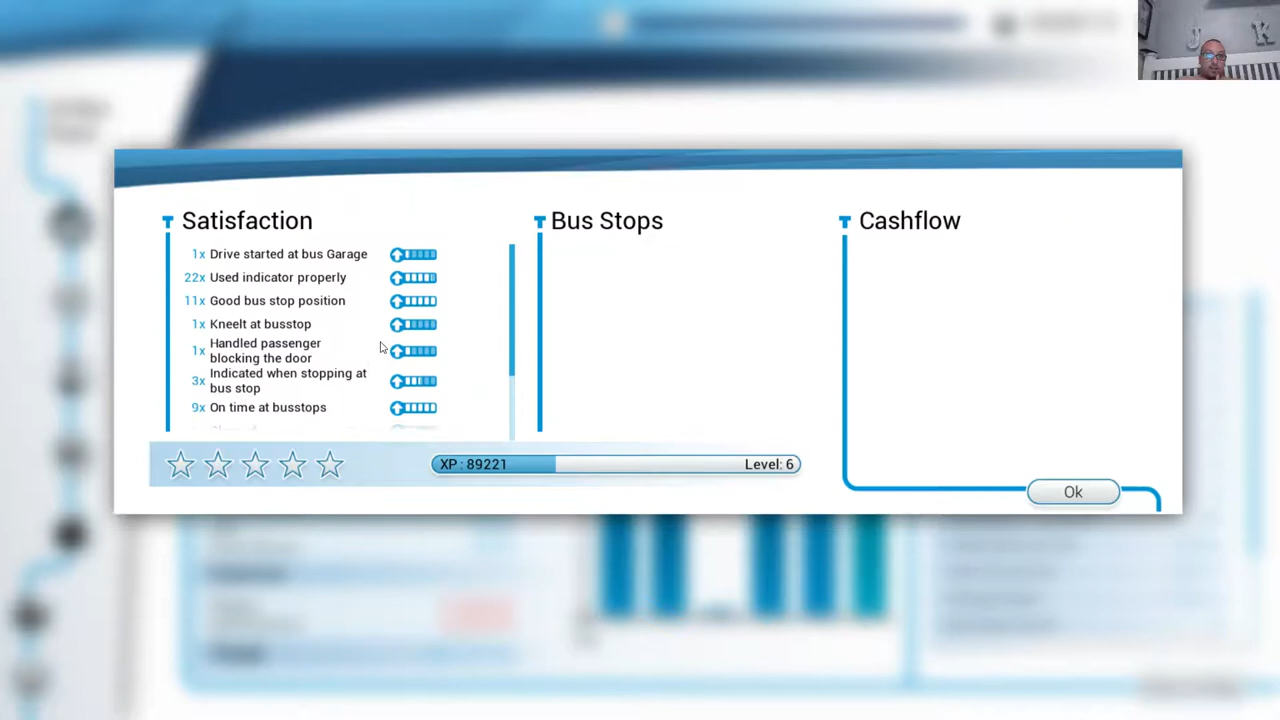 J K
Satisfaction
Bus Stops
Cashflow
1x Drive started at bus Garage
22x Used indicator properly
11x Good bus stop position
1x Kneelt at busstop
1x Handled passenger
blocking the door
3x Indicated when stopping at
bus stop
9x On time at busstops
XP : 89221
Level: 6
Ok